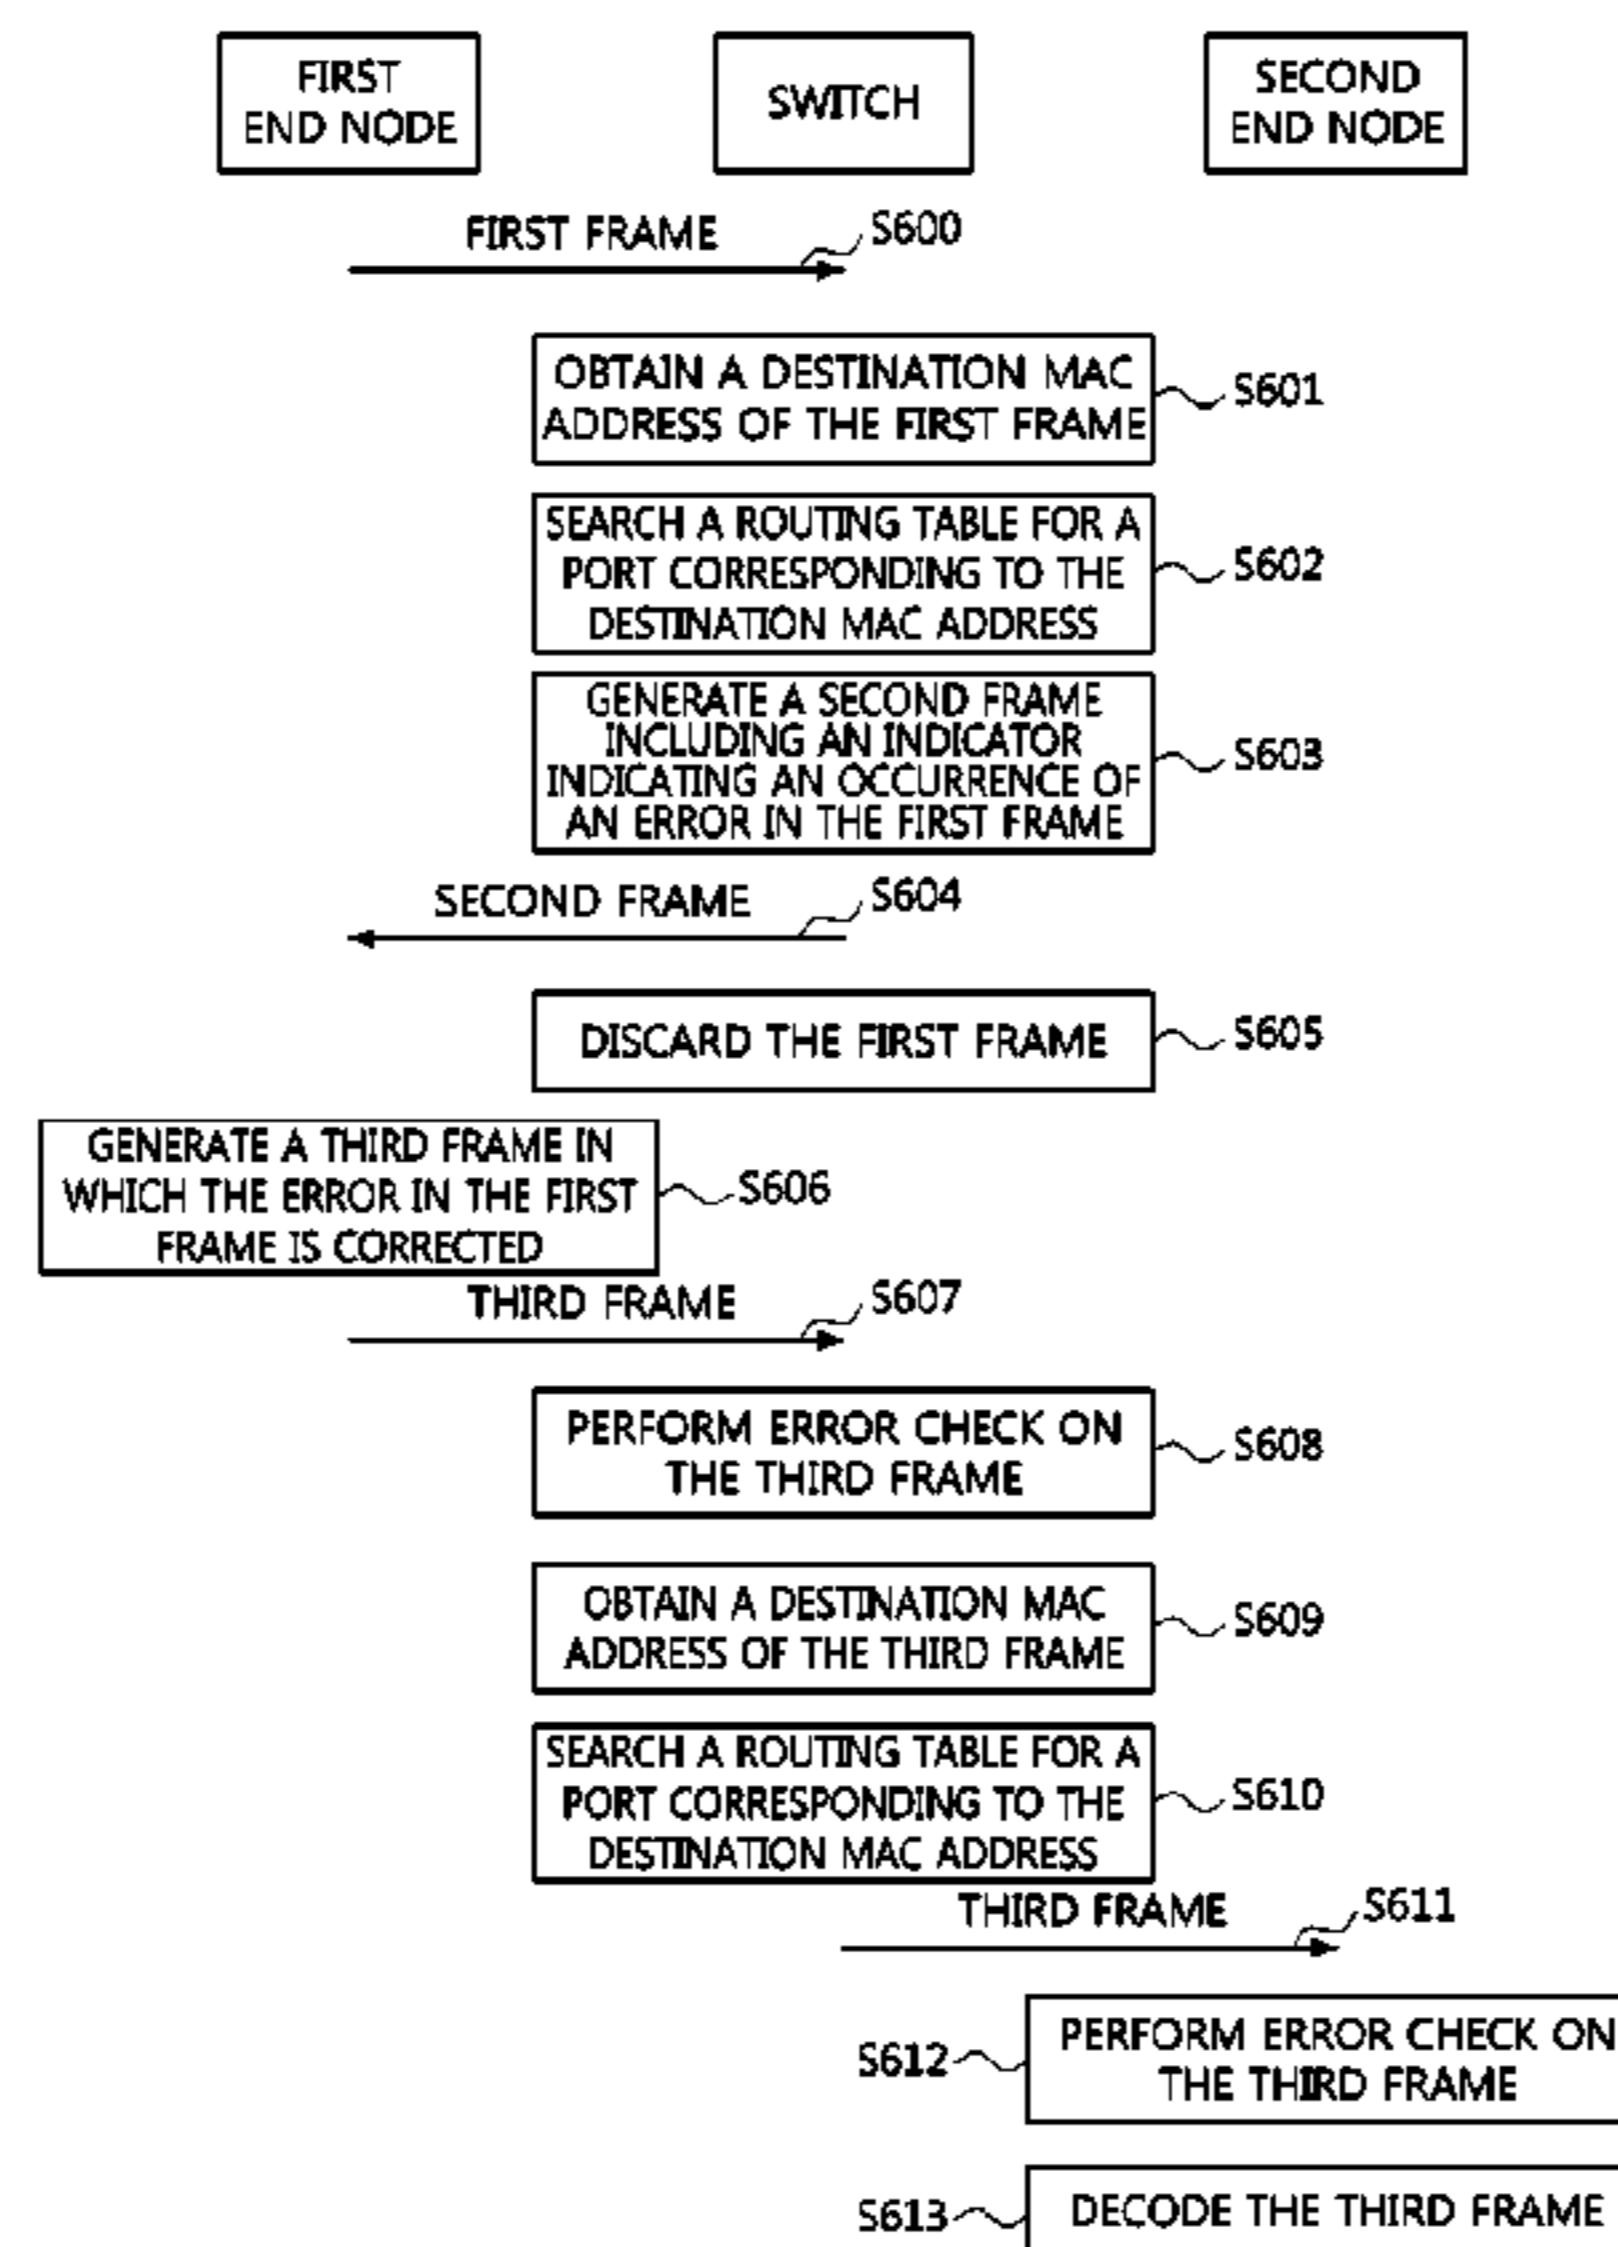 FIRST
END NODE
SWITCH
SECOND
END NODE
FIRST FRAME
S600
OBTAIN A DESTINATION MAC
ADDRESS OF THE FIRST FRAME
S601
SEARCH A ROUTING TABLE FOR A
PORT CORRESPONDING TO THE
DESTINATION MAC ADDRESS
S602
GENERATE A SECOND FRAME
INCLUDING AN INDICATOR
INDICATING AN OCCURRENCE OF
AN ERROR IN THE FIRST FRAME
S603
SECOND FRAME
S604
DISCARD THE FIRST FRAME
S605
GENERATE A THIRD FRAME IN
WHICH THE ERROR IN THE FIRST
FRAME IS CORRECTED
S606
THIRD FRAME
S607
PERFORM ERROR CHECK ON
THE THIRD FRAME
S608
OBTAIN A DESTINATION MAC
ADDRESS OF THE THIRD FRAME
S609
SEARCH A ROUTING TABLE FOR A
PORT CORRESPONDING TO THE
DESTINATION MAC ADDRESS
S610
THIRD FRAME
S611
PERFORM ERROR CHECK ON
THE THIRD FRAME
S612
DECODE THE THIRD FRAME
S613